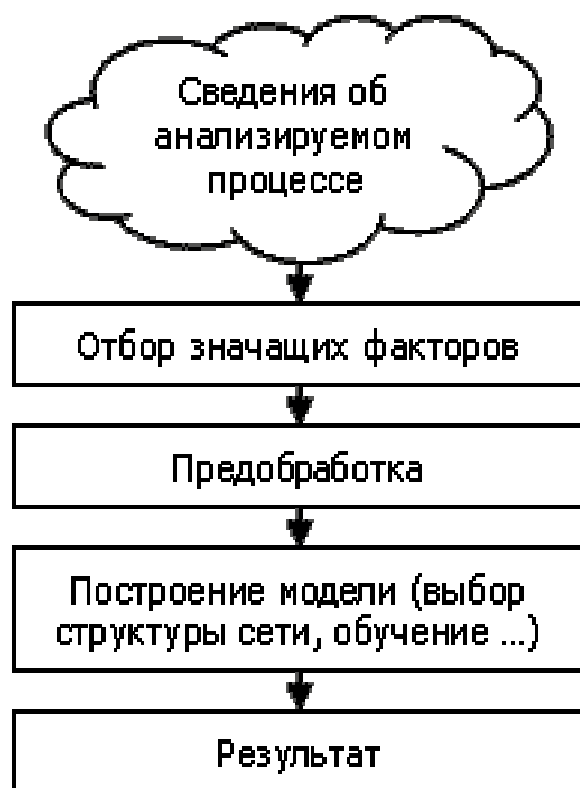 Сведения об
анализируемом
процессе
Отбор значащих факторов
Предобработка
Построение модели (выбор
структуры сети, обучение ...)
Результат